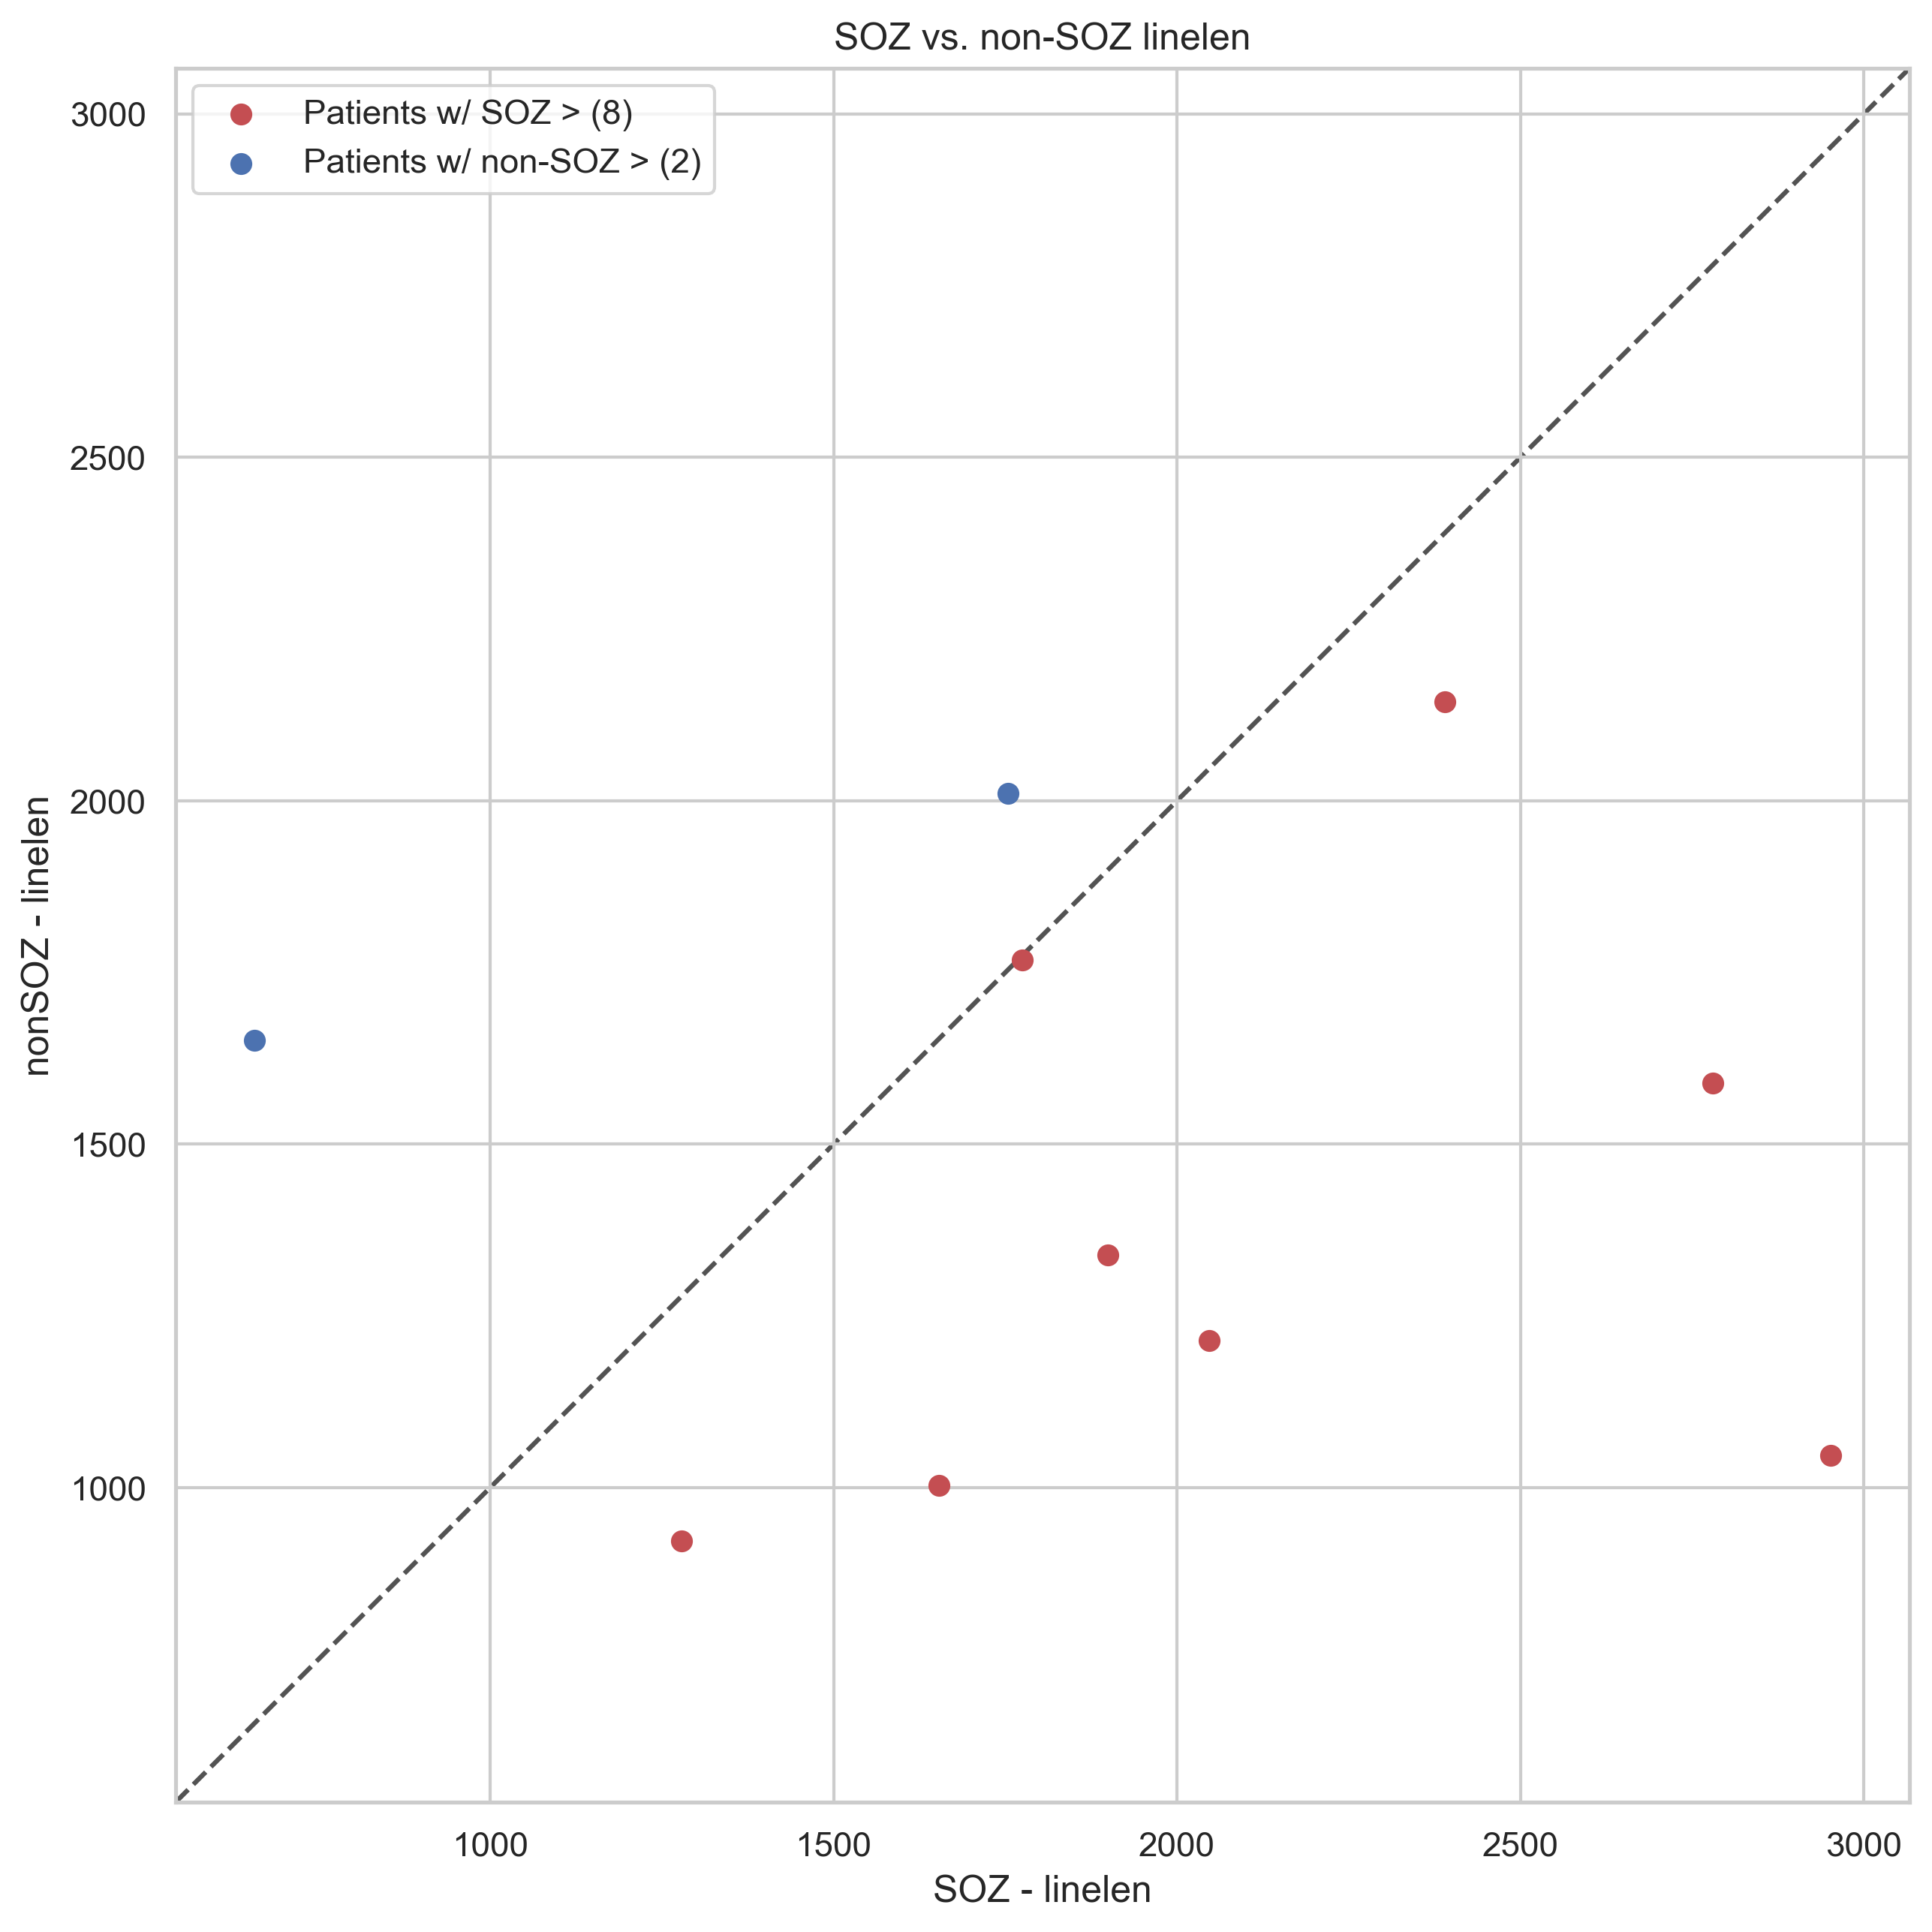 SOZ vs. non-SOZ linelen
Patients w/ SOZ > (8)
Patients w/ non-SOZ > (2)
3000
2500
2000
1500
1000
nonSOZ - linelen
1000
1500
2000
2500
3000
SOZ - linelen